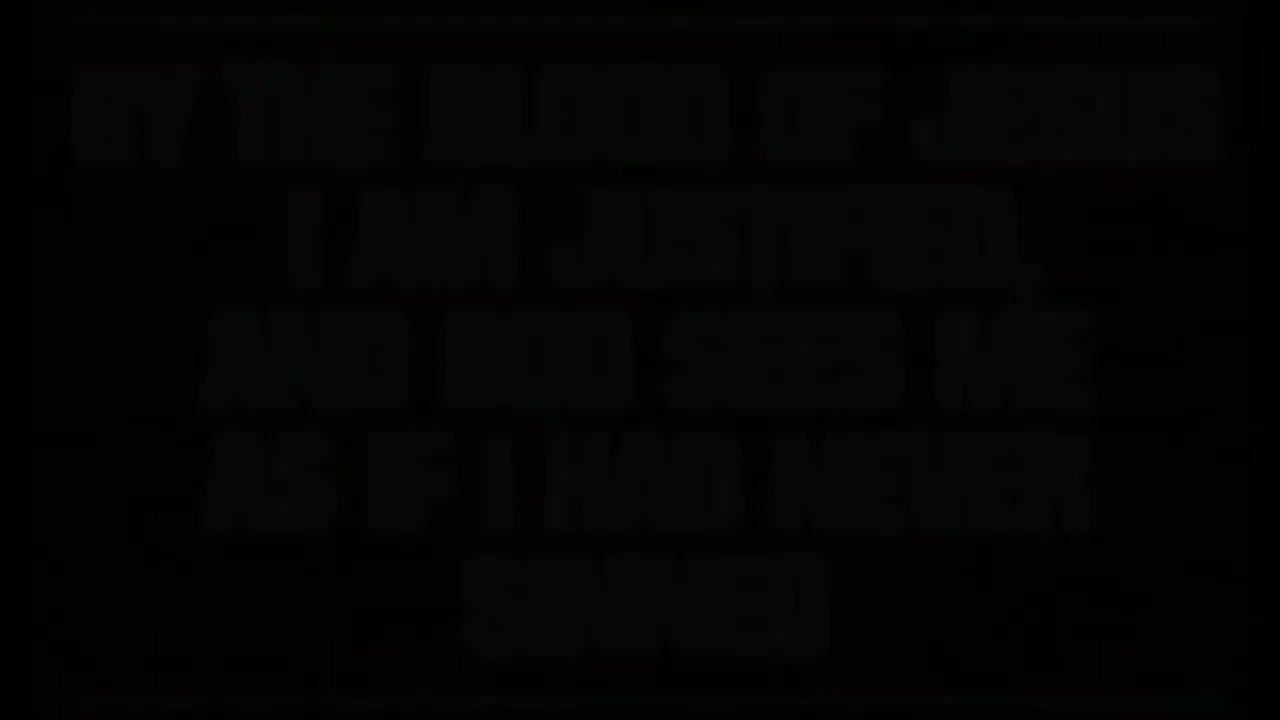 BY THE BLOOD OF JESUS
I AM JUSTIFIED,
AND GOD SEES ME
AS IF I HAD NEVER
SINNED